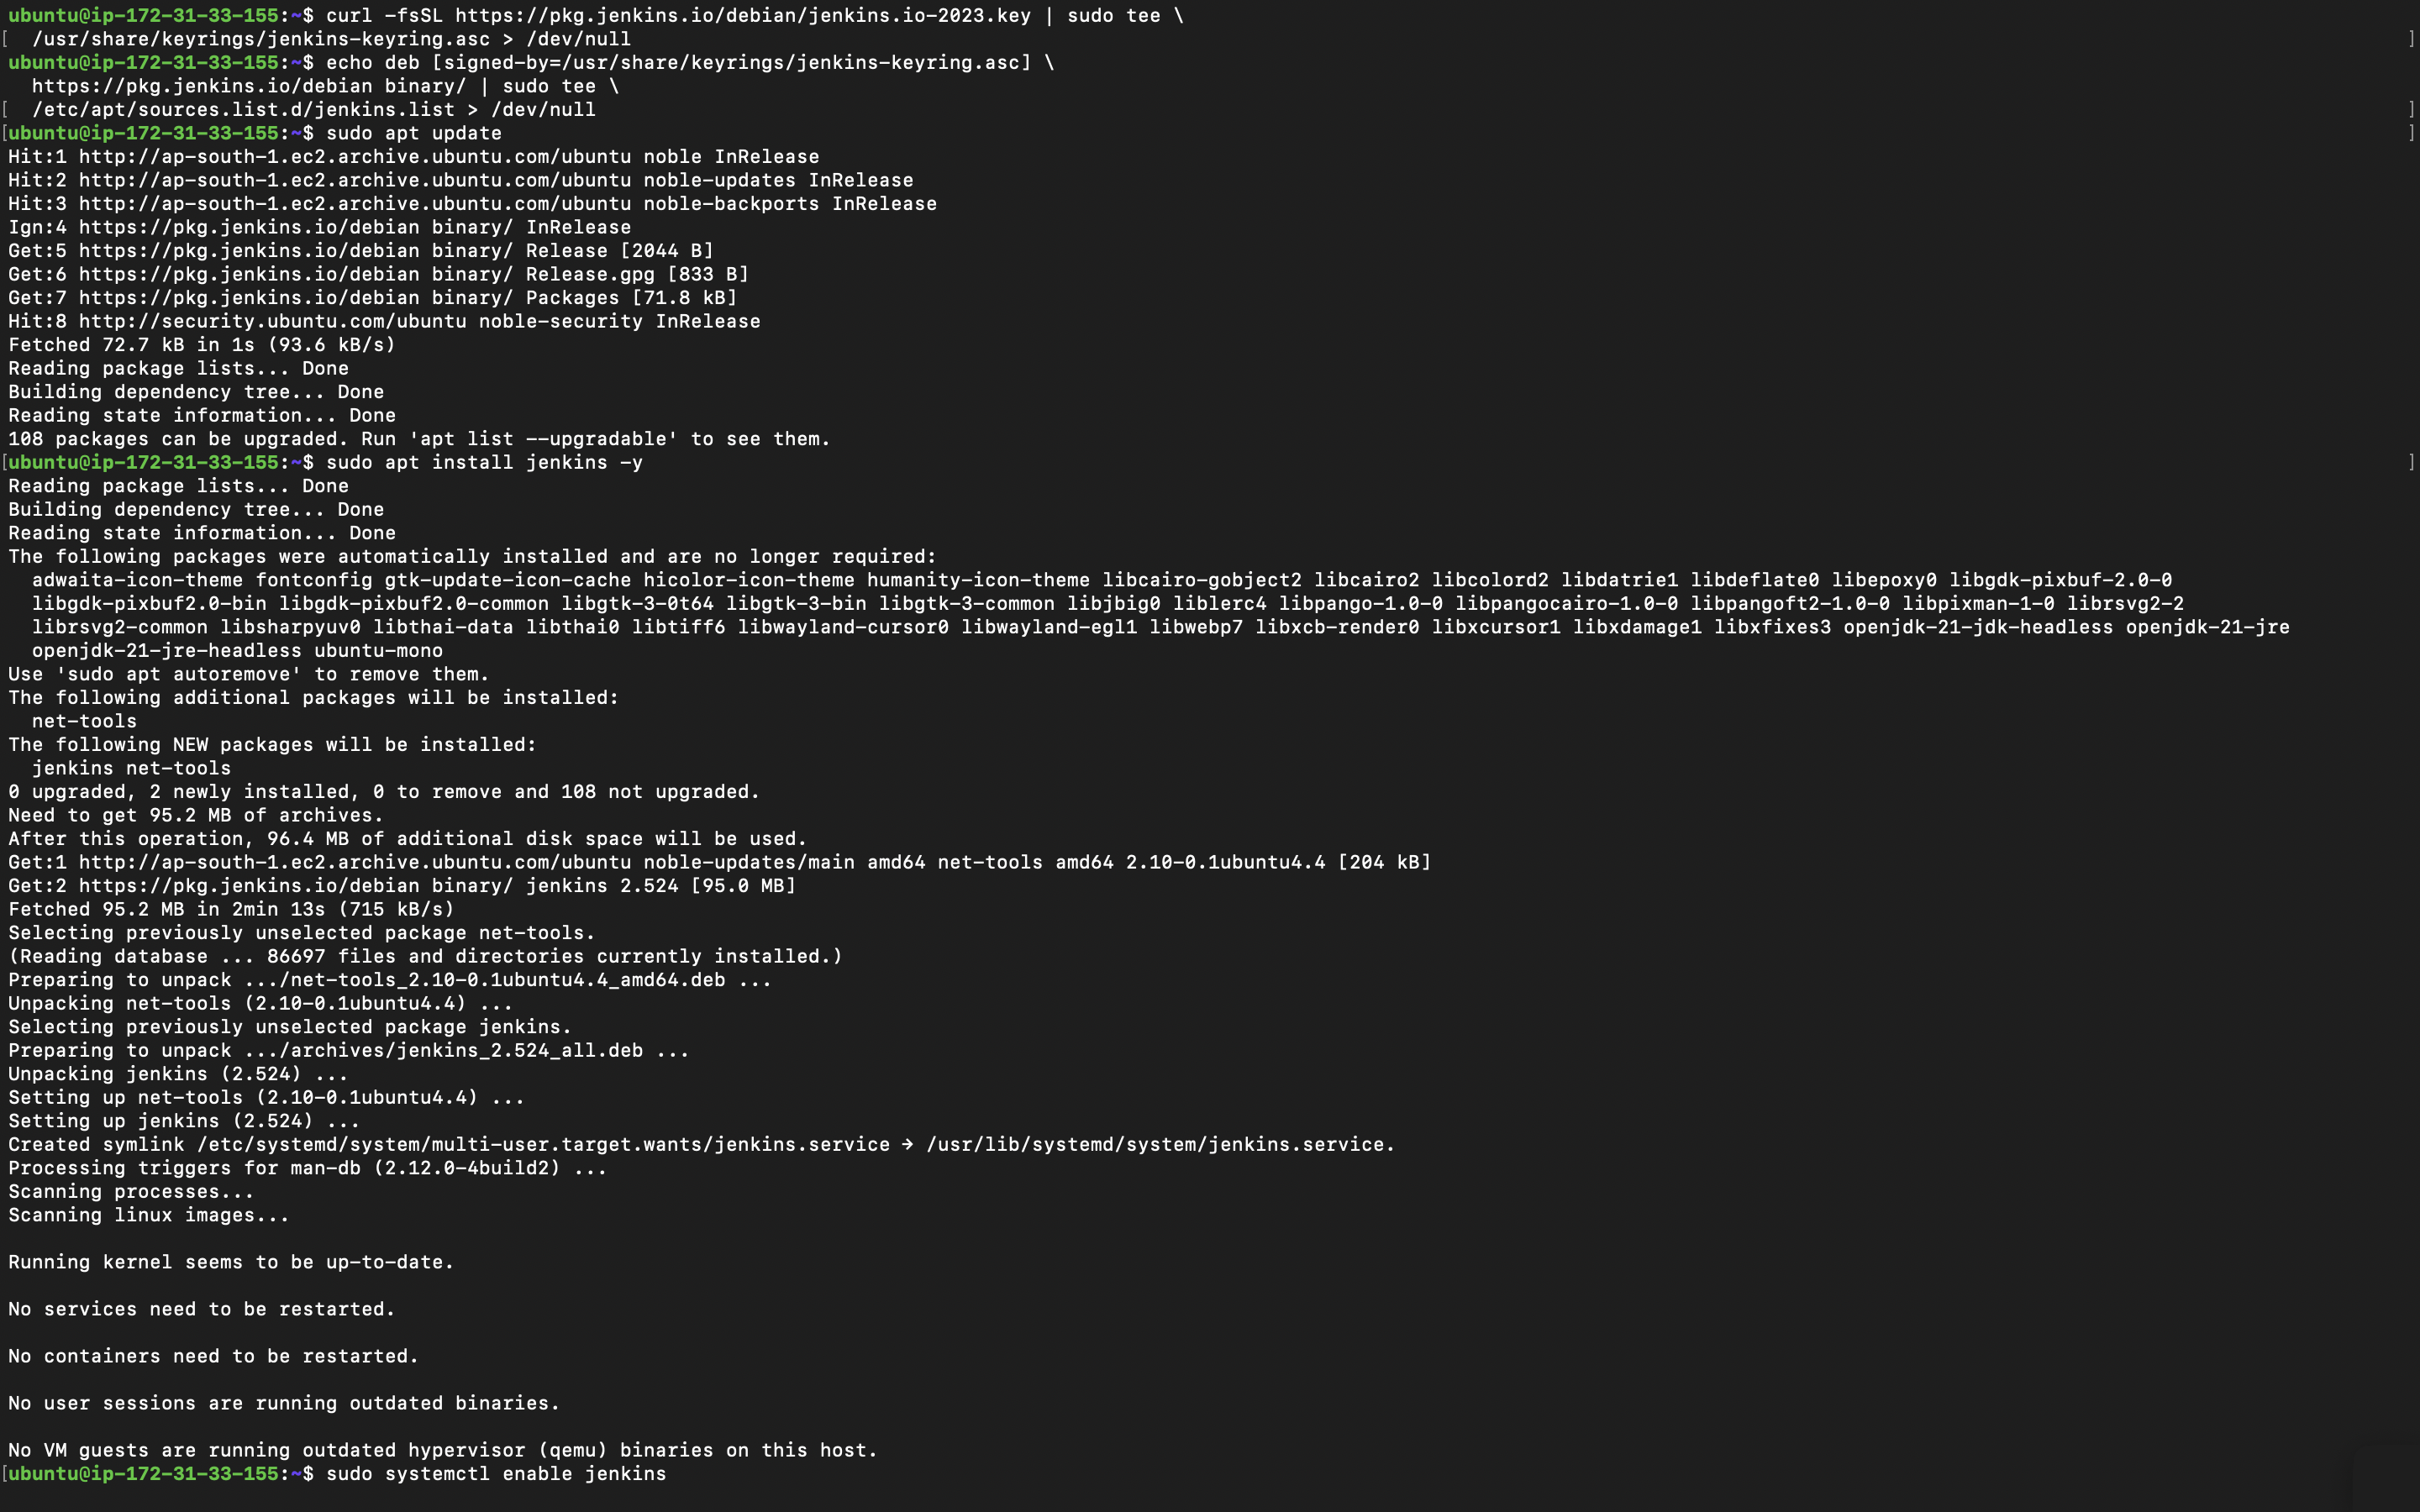 ubuntu@ip-172-31-33-155:~$ curl -fsSL https://pkg.jenkins.io/debian/jenkins.io-2023.key | sudo tee \
[  /usr/share/keyrings/jenkins-keyring.asc > /dev/null ]
ubuntu@ip-172-31-33-155:~$ echo deb [signed-by=/usr/share/keyrings/jenkins-keyring.asc] \
  https://pkg.jenkins.io/debian binary/ | sudo tee \
[  /etc/apt/sources.list.d/jenkins.list > /dev/null ]
[ubuntu@ip-172-31-33-155:~$ sudo apt update ]
Hit:1 http://ap-south-1.ec2.archive.ubuntu.com/ubuntu noble InRelease
Hit:2 http://ap-south-1.ec2.archive.ubuntu.com/ubuntu noble-updates InRelease
Hit:3 http://ap-south-1.ec2.archive.ubuntu.com/ubuntu noble-backports InRelease
Ign:4 https://pkg.jenkins.io/debian binary/ InRelease
Get:5 https://pkg.jenkins.io/debian binary/ Release [2044 B]
Get:6 https://pkg.jenkins.io/debian binary/ Release.gpg [833 B]
Get:7 https://pkg.jenkins.io/debian binary/ Packages [71.8 kB]
Hit:8 http://security.ubuntu.com/ubuntu noble-security InRelease
Fetched 72.7 kB in 1s (93.6 kB/s)
Reading package lists... Done
Building dependency tree... Done
Reading state information... Done
108 packages can be upgraded. Run 'apt list --upgradable' to see them.
[ubuntu@ip-172-31-33-155:~$ sudo apt install jenkins -y ]
Reading package lists... Done
Building dependency tree... Done
Reading state information... Done
The following packages were automatically installed and are no longer required:
  adwaita-icon-theme fontconfig gtk-update-icon-cache hicolor-icon-theme humanity-icon-theme libcairo-gobject2 libcairo2 libcolord2 libdatrie1 libdeflate0 libepoxy0 libgdk-pixbuf-2.0-0
  libgdk-pixbuf2.0-bin libgdk-pixbuf2.0-common libgtk-3-0t64 libgtk-3-bin libgtk-3-common libjbig0 liblerc4 libpango-1.0-0 libpangocairo-1.0-0 libpangoft2-1.0-0 libpixman-1-0 librsvg2-2
  librsvg2-common libsharpyuv0 libthai-data libthai0 libtiff6 libwayland-cursor0 libwayland-egl1 libwebp7 libxcb-render0 libxcursor1 libxdamage1 libxfixes3 openjdk-21-jdk-headless openjdk-21-jre
  openjdk-21-jre-headless ubuntu-mono
Use 'sudo apt autoremove' to remove them.
The following additional packages will be installed:
  net-tools
The following NEW packages will be installed:
  jenkins net-tools
0 upgraded, 2 newly installed, 0 to remove and 108 not upgraded.
Need to get 95.2 MB of archives.
After this operation, 96.4 MB of additional disk space will be used.
Get:1 http://ap-south-1.ec2.archive.ubuntu.com/ubuntu noble-updates/main amd64 net-tools amd64 2.10-0.1ubuntu4.4 [204 kB]
Get:2 https://pkg.jenkins.io/debian binary/ jenkins 2.524 [95.0 MB]
Fetched 95.2 MB in 2min 13s (715 kB/s)
Selecting previously unselected package net-tools.
(Reading database ... 86697 files and directories currently installed.)
Preparing to unpack .../net-tools_2.10-0.1ubuntu4.4_amd64.deb ...
Unpacking net-tools (2.10-0.1ubuntu4.4) ...
Selecting previously unselected package jenkins.
Preparing to unpack .../archives/jenkins_2.524_all.deb ...
Unpacking jenkins (2.524) ...
Setting up net-tools (2.10-0.1ubuntu4.4) ...
Setting up jenkins (2.524) ...
Created symlink /etc/systemd/system/multi-user.target.wants/jenkins.service → /usr/lib/systemd/system/jenkins.service.
Processing triggers for man-db (2.12.0-4build2) ...
Scanning processes...
Scanning linux images...
Running kernel seems to be up-to-date.
No services need to be restarted.
No containers need to be restarted.
No user sessions are running outdated binaries.
No VM guests are running outdated hypervisor (qemu) binaries on this host.
[ubuntu@ip-172-31-33-155:~$ sudo systemctl enable jenkins